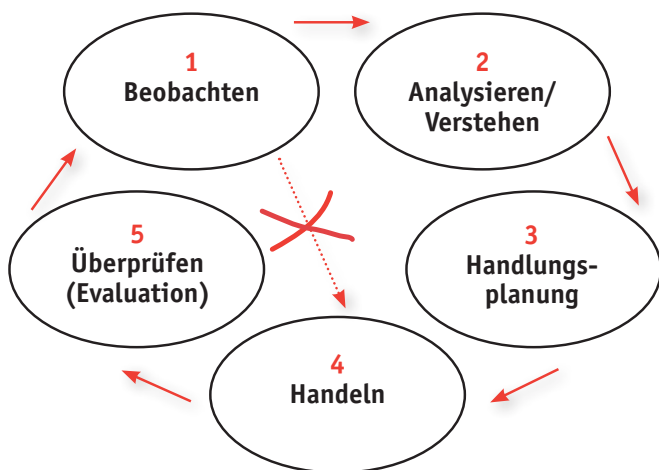 1
Beobachten
2
Analysieren/
Verstehen
3
Handlungs-
planung
4
Handeln
5
Überprüfen
(Evaluation)